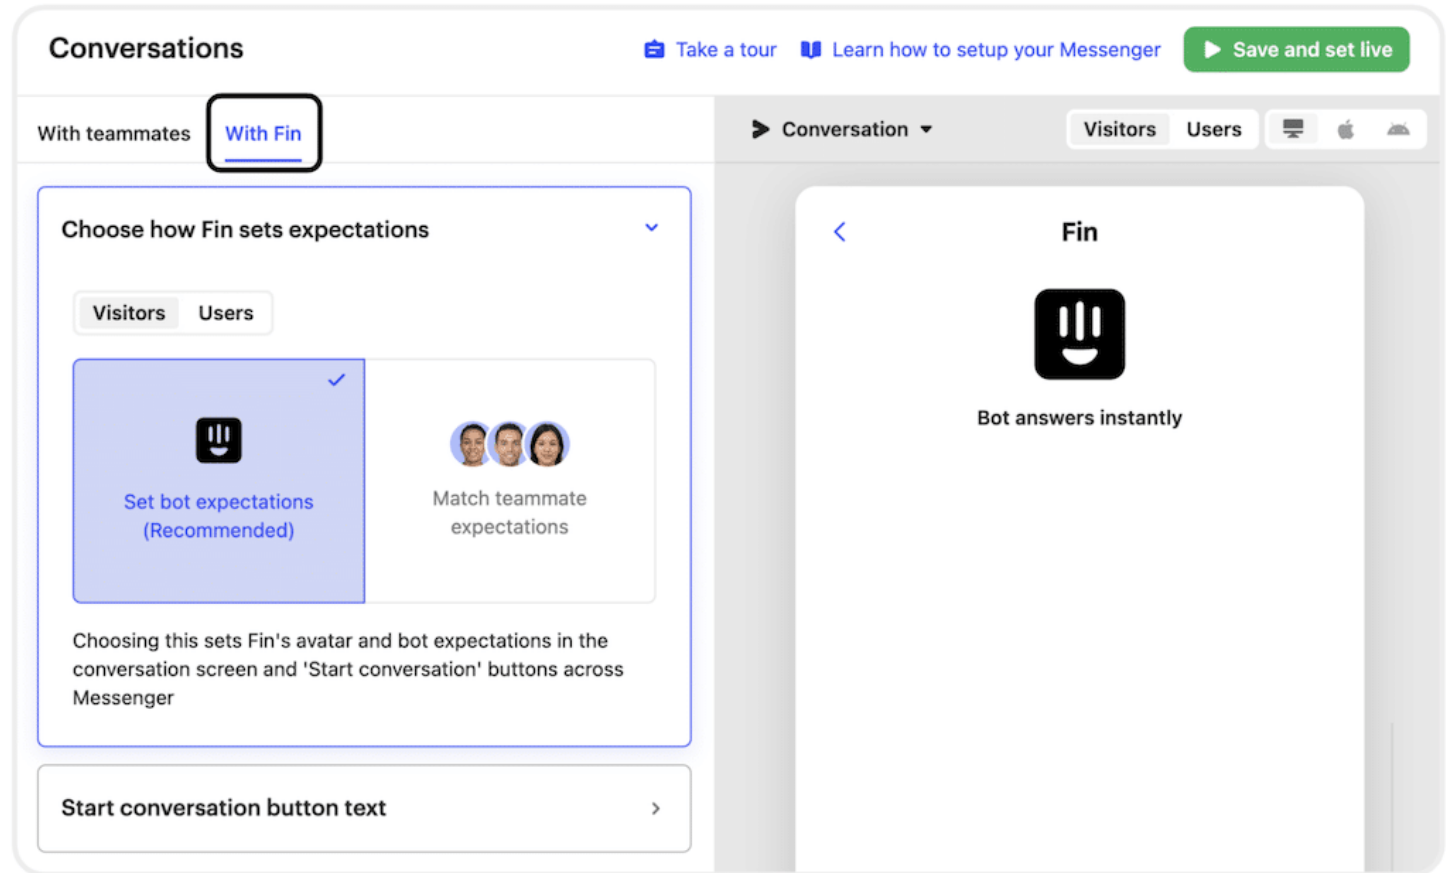 Conversations
Take a tour
Learn how to setup your Messenger
Save and set live
With teammates
With Fin
Conversation
Visitors
Users
Choose how Fin sets expectations
Visitors
Users
Set bot expectations
(Recommended)
Match teammate
expectations
Choosing this sets Fin's avatar and bot expectations in the
conversation screen and 'Start conversation' buttons across
Messenger
Start conversation button text
Fin
Bot answers instantly